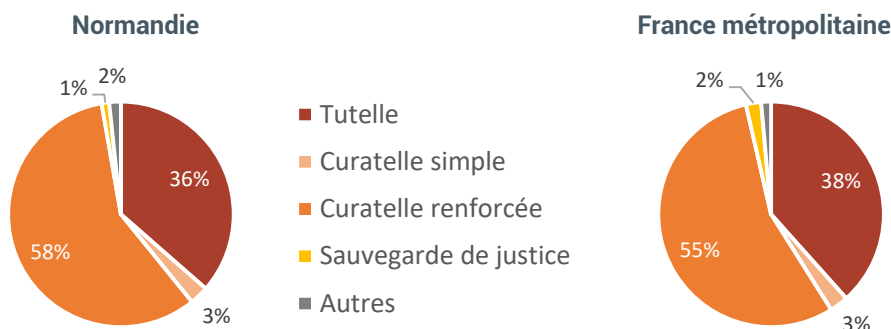 Normandie
1% 2%
36%
58%
3%
Tutelle
Curatelle simple
Curatelle renforcée
Sauvegarde de justice
Autres
France métropolitaine
2% 1%
38%
55%
3%